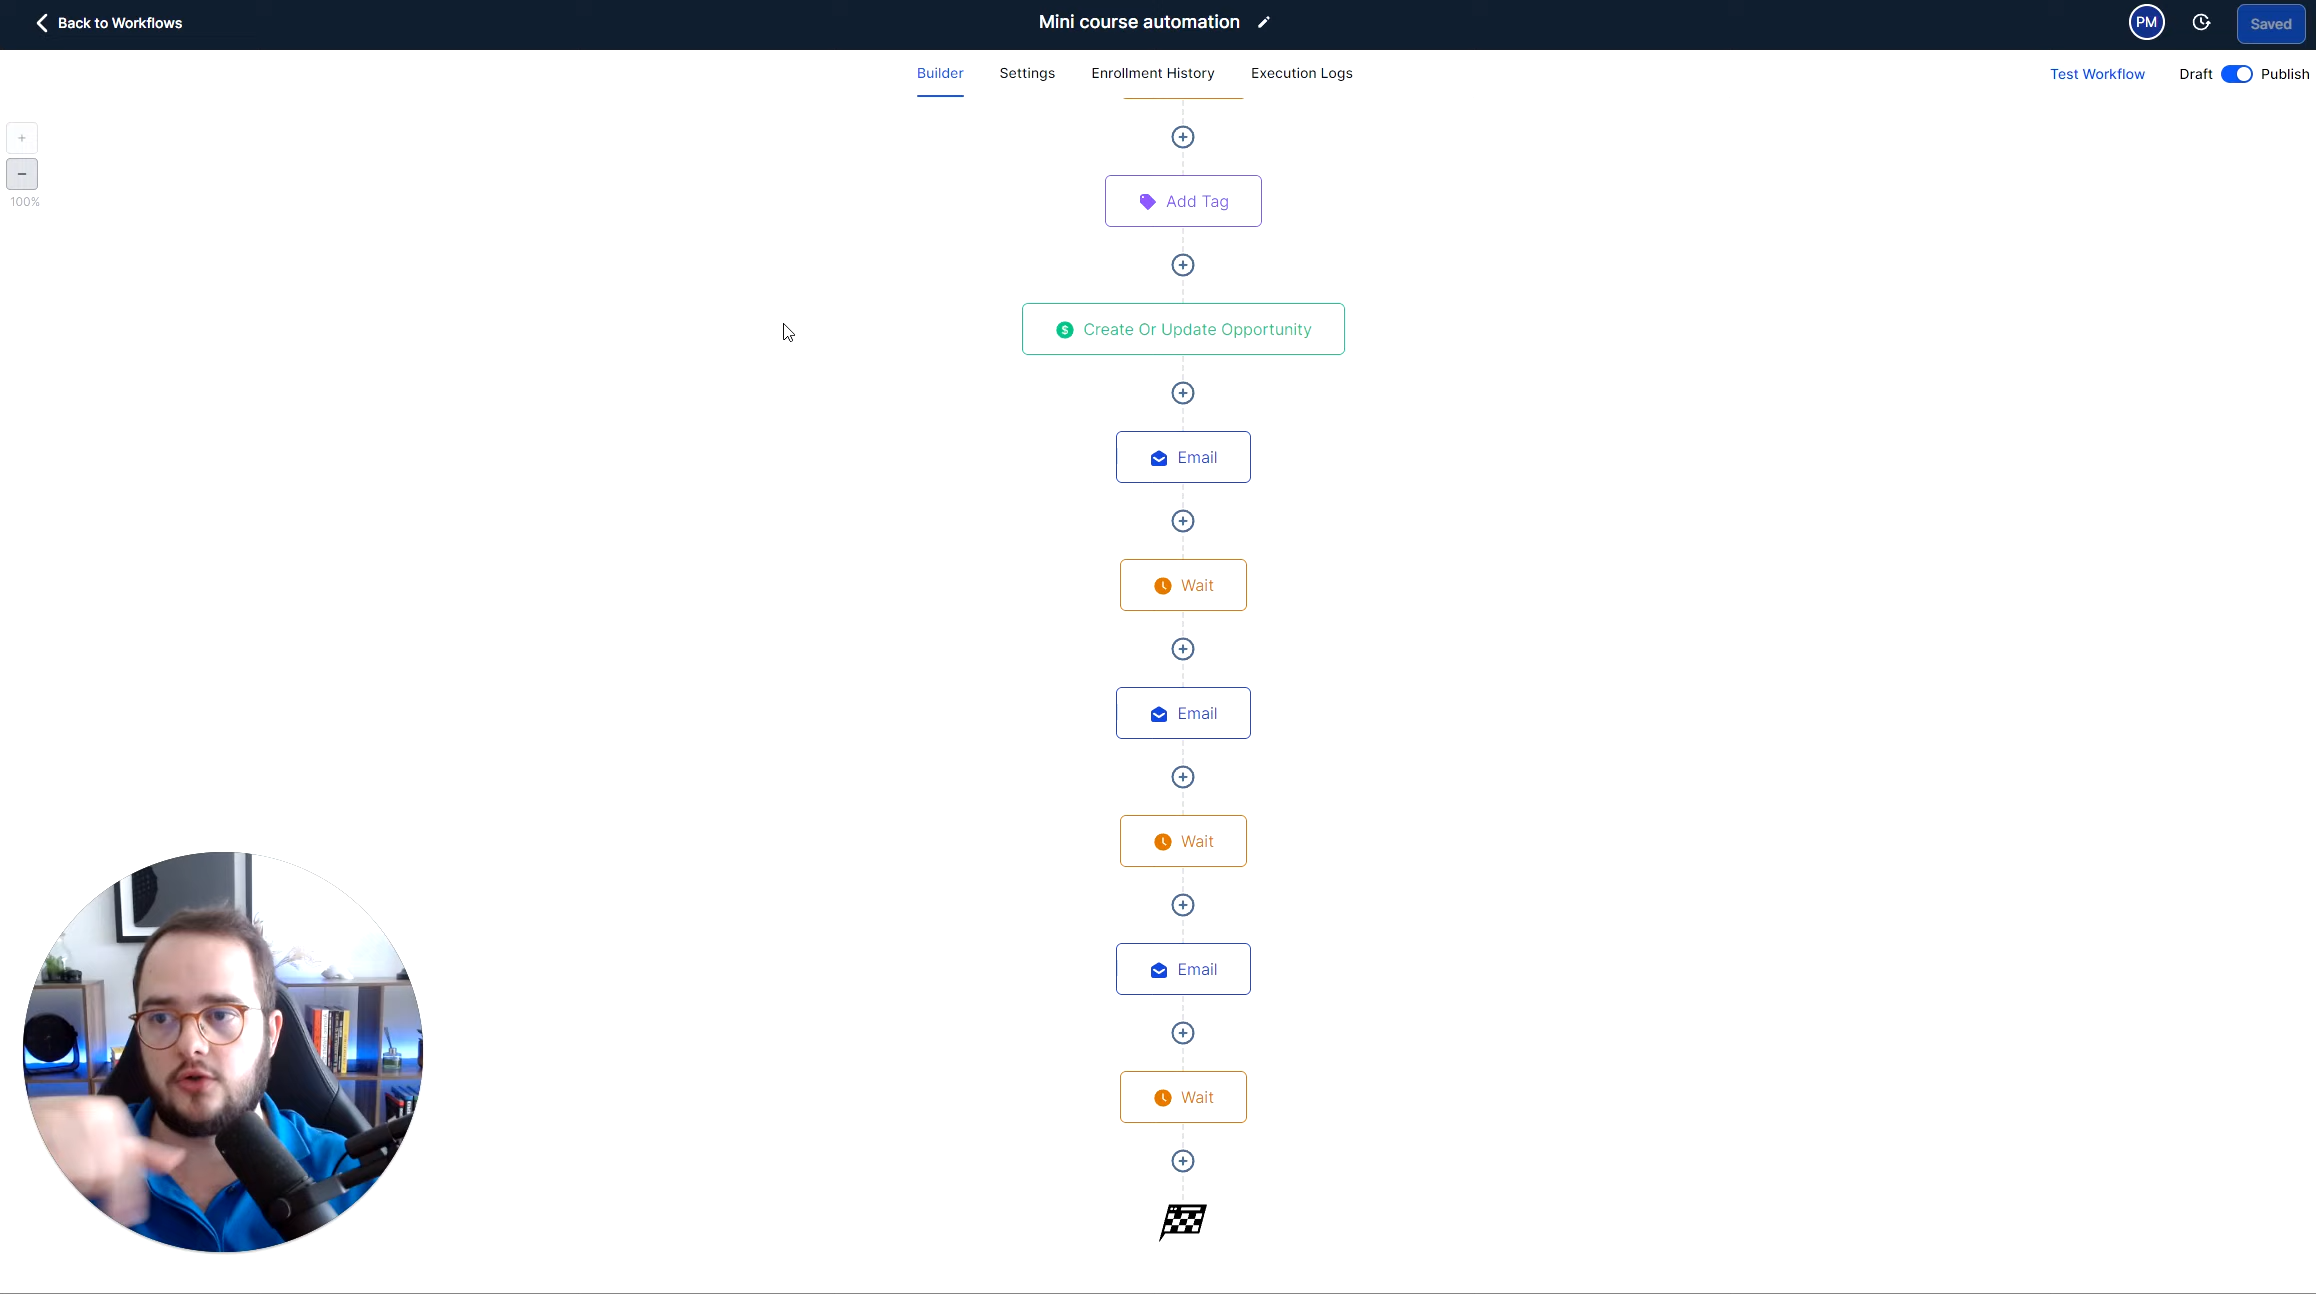 Back to Workflows
Mini course automation
PM
Saved
Builder
Settings
Enrollment History
Execution Logs
Test Workflow
Draft
Publish
100%
Add Tag
Create Or Update Opportunity
Email
Wait
Email
Wait
Email
Wait